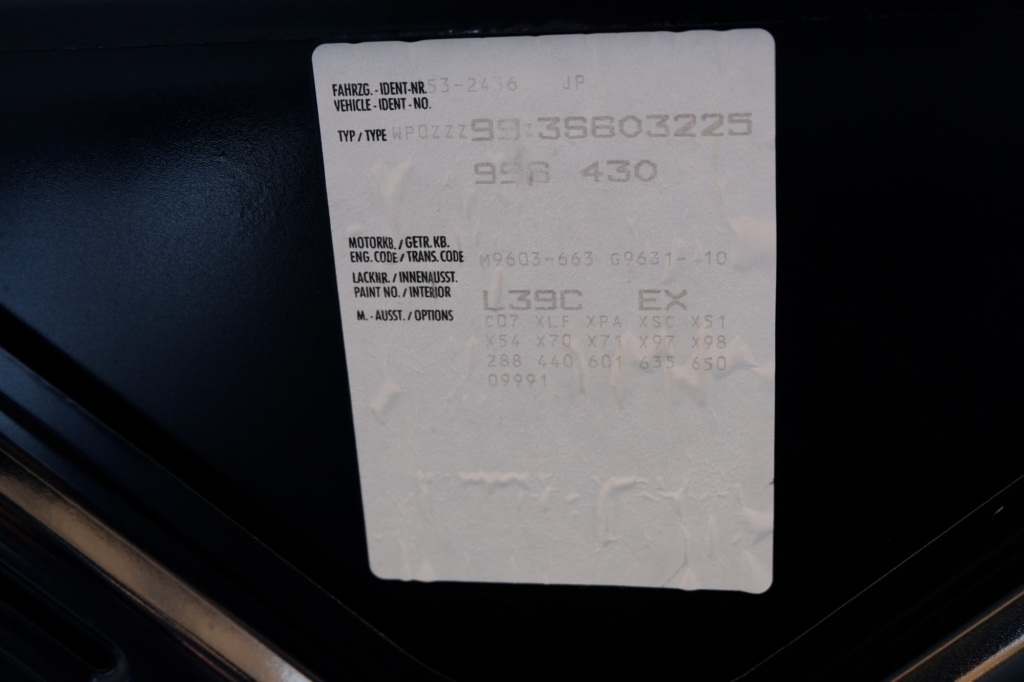 FAHRZG. - IDENT-NR. 53-2436 JP
VEHICLE - IDENT - NO.
TYP / TYPE WP0ZZZ99ZSS603225
996 430
MOTORKB. / GETR. KB.
ENG. CODE / TRANS. CODE M9603-663 G9631- 10
LACKNR. / INNENAUSST.
PAINT NO. / INTERIOR L39C EX
M. - AUSST. / OPTIONS C07 XLF XPA XSC X51
X54 X70 X71 X97 X98
288 440 601 635 650
09991